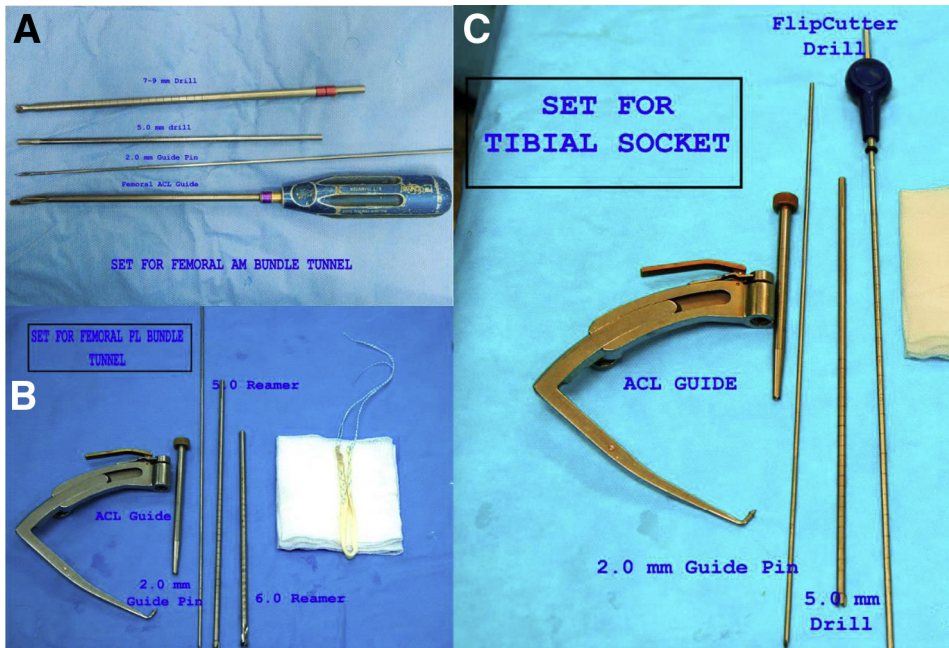 A
7-9 mm Drill
5.0 mm drill
2.0 mm Guide Pin
Femoral ACL Guide
SET FOR FEMORAL AM BUNDLE TUNNEL
B
SET FOR FEMORAL PL BUNDLE
TUNNEL
5.0 Reamer
ACL Guide
2.0 mm
Guide Pin
6.0 Reamer
C
FlipCutter
Drill
SET FOR
TIBIAL SOCKET
ACL GUIDE
2.0 mm Guide Pin
5.0 mm
Drill